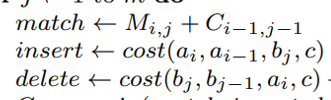 match ← M_{i,j} + C_{i−1,j−1}
insert ← cost(a_i, a_{i−1}, b_j, c)
delete ← cost(b_j, b_{j−1}, a_i, c)